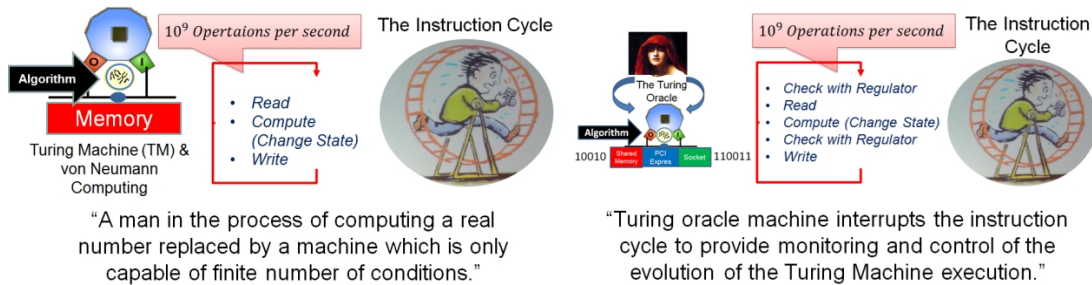 10⁹ Opertaions per second
The Instruction Cycle
O
I
Algorithm
Memory
• Read
• Compute
(Change State)
• Write
Turing Machine (TM) &
von Neumann
Computing
“A man in the process of computing a real
number replaced by a machine which is only
capable of finite number of conditions.”
10⁹ Operations per second
The Instruction
Cycle
The Turing
Oracle
O
I
Algorithm
10010
Shared
Memory
PCI
Expres
Socket
110011
• Check with Regulator
• Read
• Compute (Change State)
• Check with Regulator
• Write
“Turing oracle machine interrupts the instruction
cycle to provide monitoring and control of the
evolution of the Turing Machine execution.”